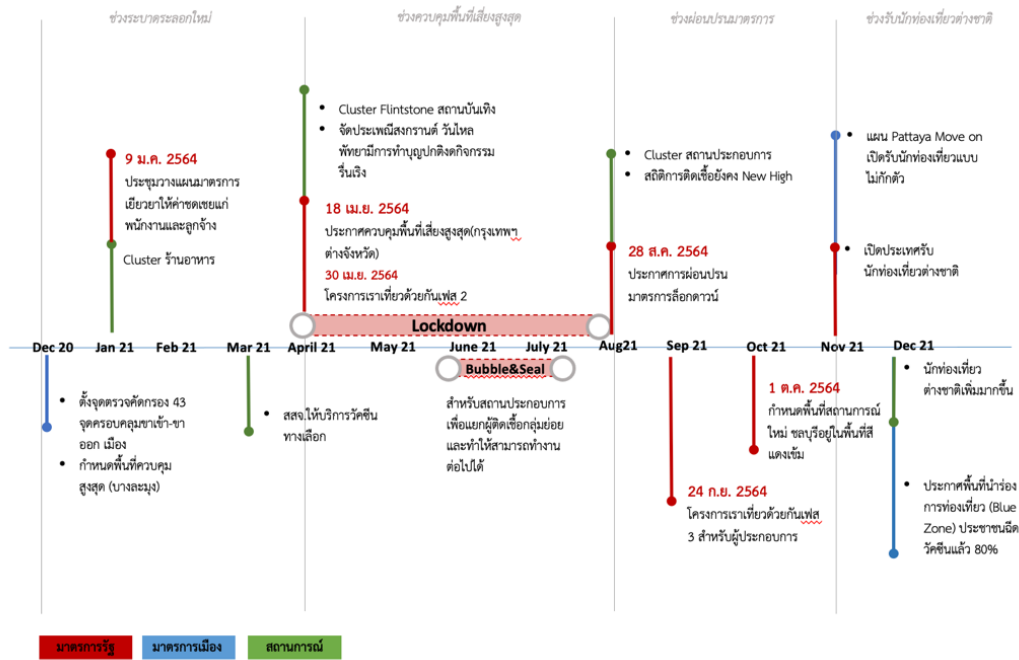 ช่วงระบาดระลอกใหม่
ช่วงควบคุมพื้นที่เสี่ยงสูงสุด
ช่วงผ่อนปรนมาตรการ
ช่วงรับนักท่องเที่ยวต่างชาติ
9 ม.ค. 2564
ประชุมวางแผนมาตรการ
เยียวยาให้ค่าชดเชยแก่
พนักงานและลูกจ้าง
Cluster ร้านอาหาร
• Cluster Flintstone สถานบันเทิง
• จัดประเพณีสงกรานต์ วันไหล
พัทยามีการทำบุญปกติงดกิจกรรม
รื่นเริง
18 เม.ย. 2564
ประกาศควบคุมพื้นที่เสี่ยงสูงสุด(กรุงเทพฯ
ต่างจังหวัด)
30 เม.ย. 2564
โครงการเราเที่ยวด้วยกันเฟส 2
• Cluster สถานประกอบการ
• สถิติการติดเชื้อยังคง New High
28 ส.ค. 2564
ประกาศการผ่อนปรน
มาตรการล็อกดาวน์
• แผน Pattaya Move on
เปิดรับนักท่องเที่ยวแบบ
ไม่กักตัว
• เปิดประเทศรับ
นักท่องเที่ยวต่างชาติ
Lockdown
Dec 20 Jan 21 Feb 21 Mar 21 April 21 May 21 June 21 July 21 Aug21 Sep 21 Oct 21 Nov 21 Dec 21
Bubble&Seal
• ตั้งจุดตรวจคัดกรอง 43
จุดครอบคลุมขาเข้า-ขา
ออก เมือง
• กำหนดพื้นที่ควบคุม
สูงสุด (บางละมุง)
• สสจ.ให้บริการวัคซีน
ทางเลือก
สำหรับสถานประกอบการ
เพื่อแยกผู้ติดเชื้อกลุ่มย่อย
และทำให้สามารถทำงาน
ต่อไปได้
24 ก.ย. 2564
โครงการเราเที่ยวด้วยกันเฟส
3 สำหรับผู้ประกอบการ
1 ต.ค. 2564
กำหนดพื้นที่สถานการณ์
ใหม่ ชลบุรีอยู่ในพื้นที่สี
แดงเข้ม
• นักท่องเที่ยว
ต่างชาติเพิ่มมากขึ้น
• ประกาศพื้นที่นำร่อง
การท่องเที่ยว (Blue
Zone) ประชาชนฉีด
วัคซีนแล้ว 80%
มาตรการรัฐ
มาตรการเมือง
สถานการณ์